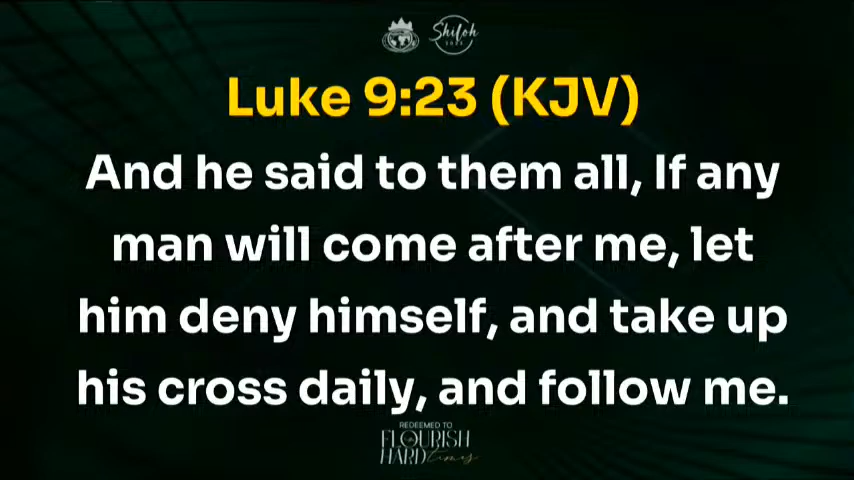 Shiloh
Luke 9:23 (KJV)
And he said to them all, If any
man will come after me, let
him deny himself, and take up
his cross daily, and follow me.
REDEEMED TO
FLOURISH
HARD times